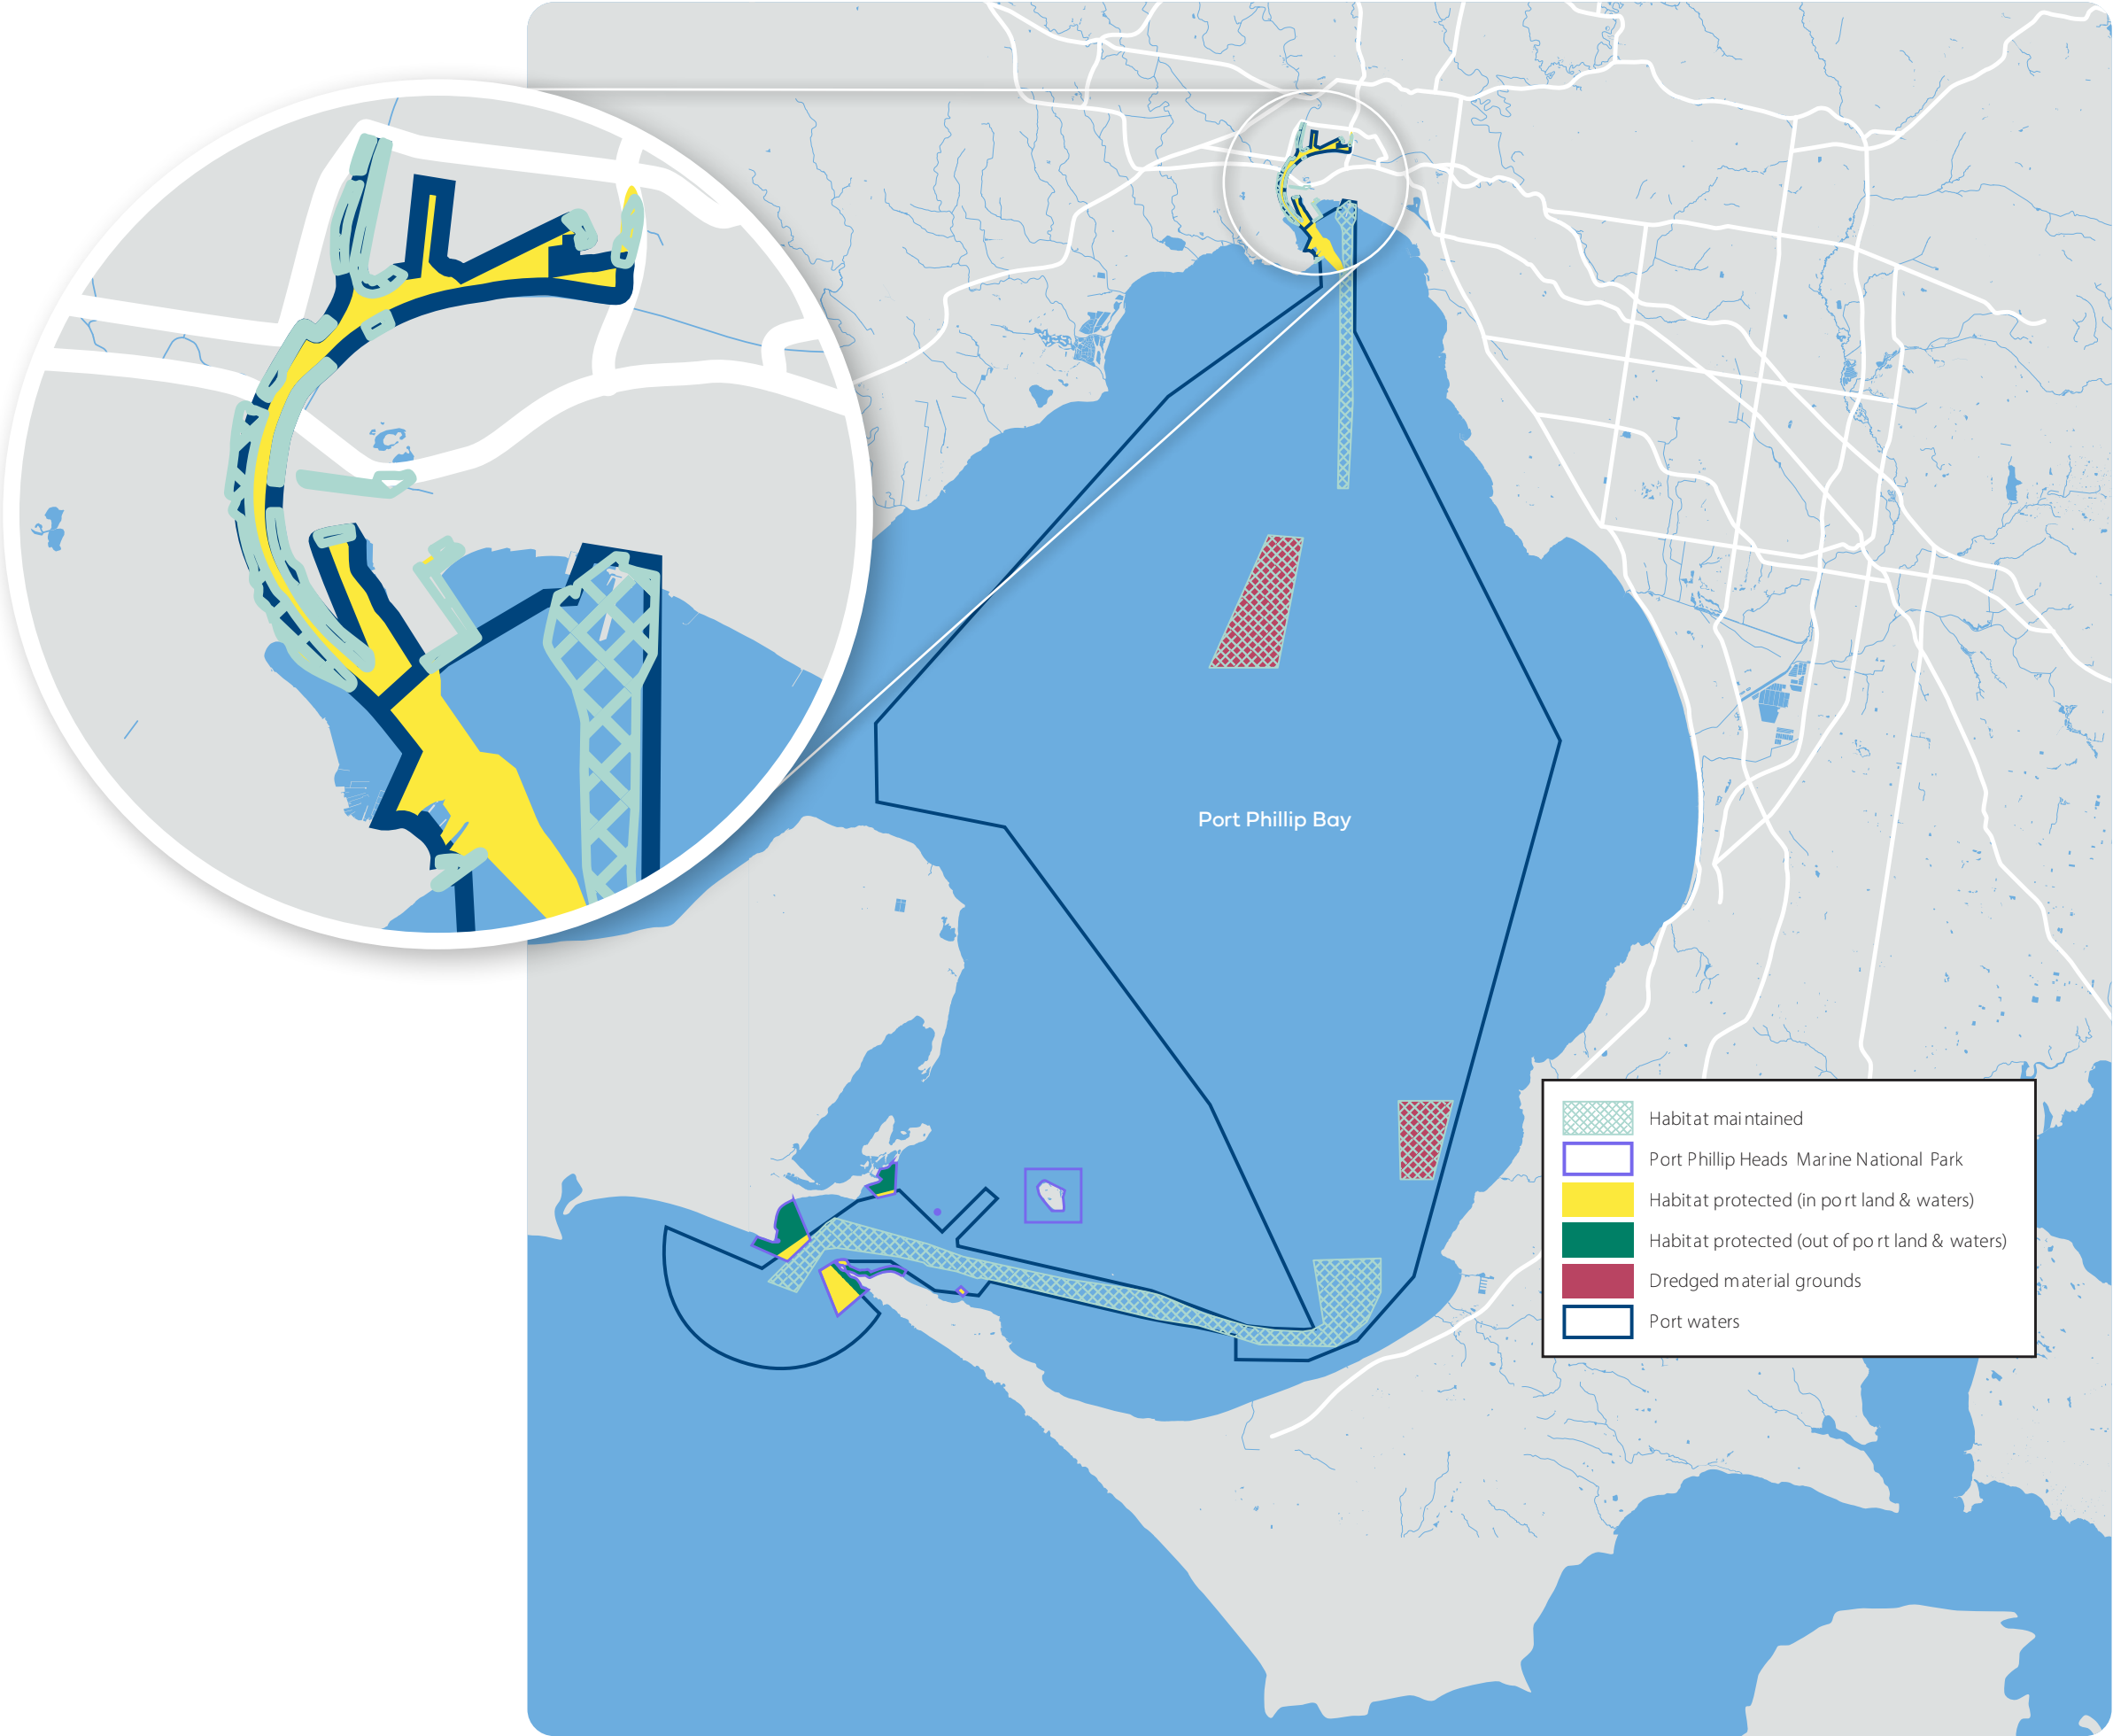 Port Phillip Bay
Habitat maintained
Port Phillip Heads Marine National Park
Habitat protected (in port land & waters)
Habitat protected (out of port land & waters)
Dredged material grounds
Port waters